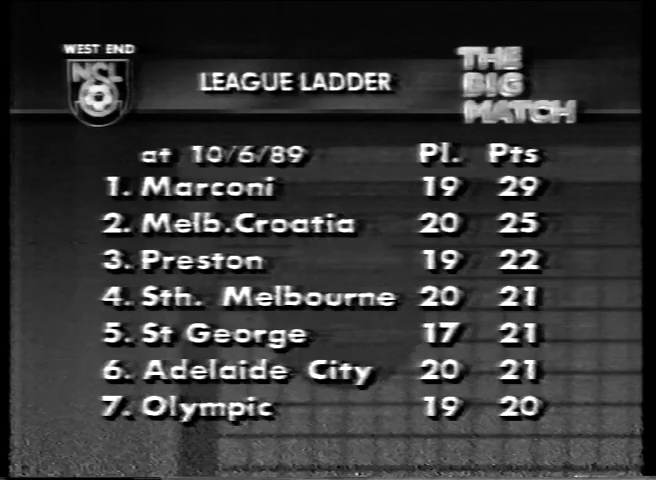 WEST END
NSL
LEAGUE LADDER
THE
BIG
MATCH
at 10/6/89 Pl. Pts
1. Marconi 19 29
2. Melb.Croatia 20 25
3. Preston 19 22
4. Sth. Melbourne 20 21
5. St George 17 21
6. Adelaide City 20 21
7. Olympic 19 20